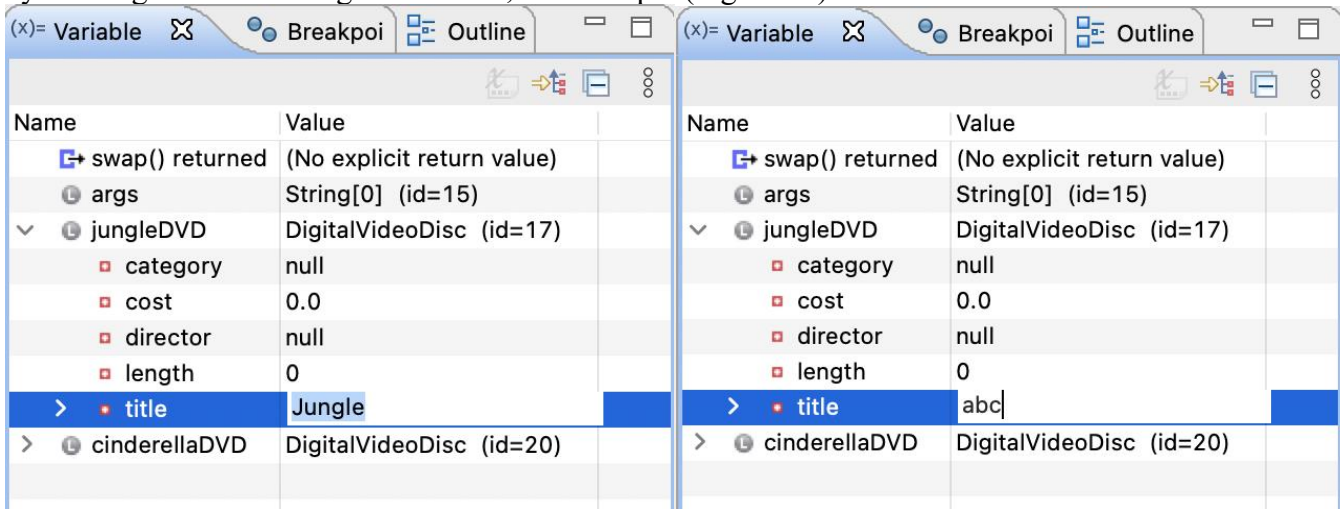 (x)= Variable Breakpoi Outline
Name Value
swap() returned (No explicit return value)
args String[0] (id=15)
jungleDVD DigitalVideoDisc (id=17)
category null
cost 0.0
director null
length 0
title Jungle
cinderellaDVD DigitalVideoDisc (id=20)
(x)= Variable Breakpoi Outline
Name Value
swap() returned (No explicit return value)
args String[0] (id=15)
jungleDVD DigitalVideoDisc (id=17)
category null
cost 0.0
director null
length 0
title abc
cinderellaDVD DigitalVideoDisc (id=20)